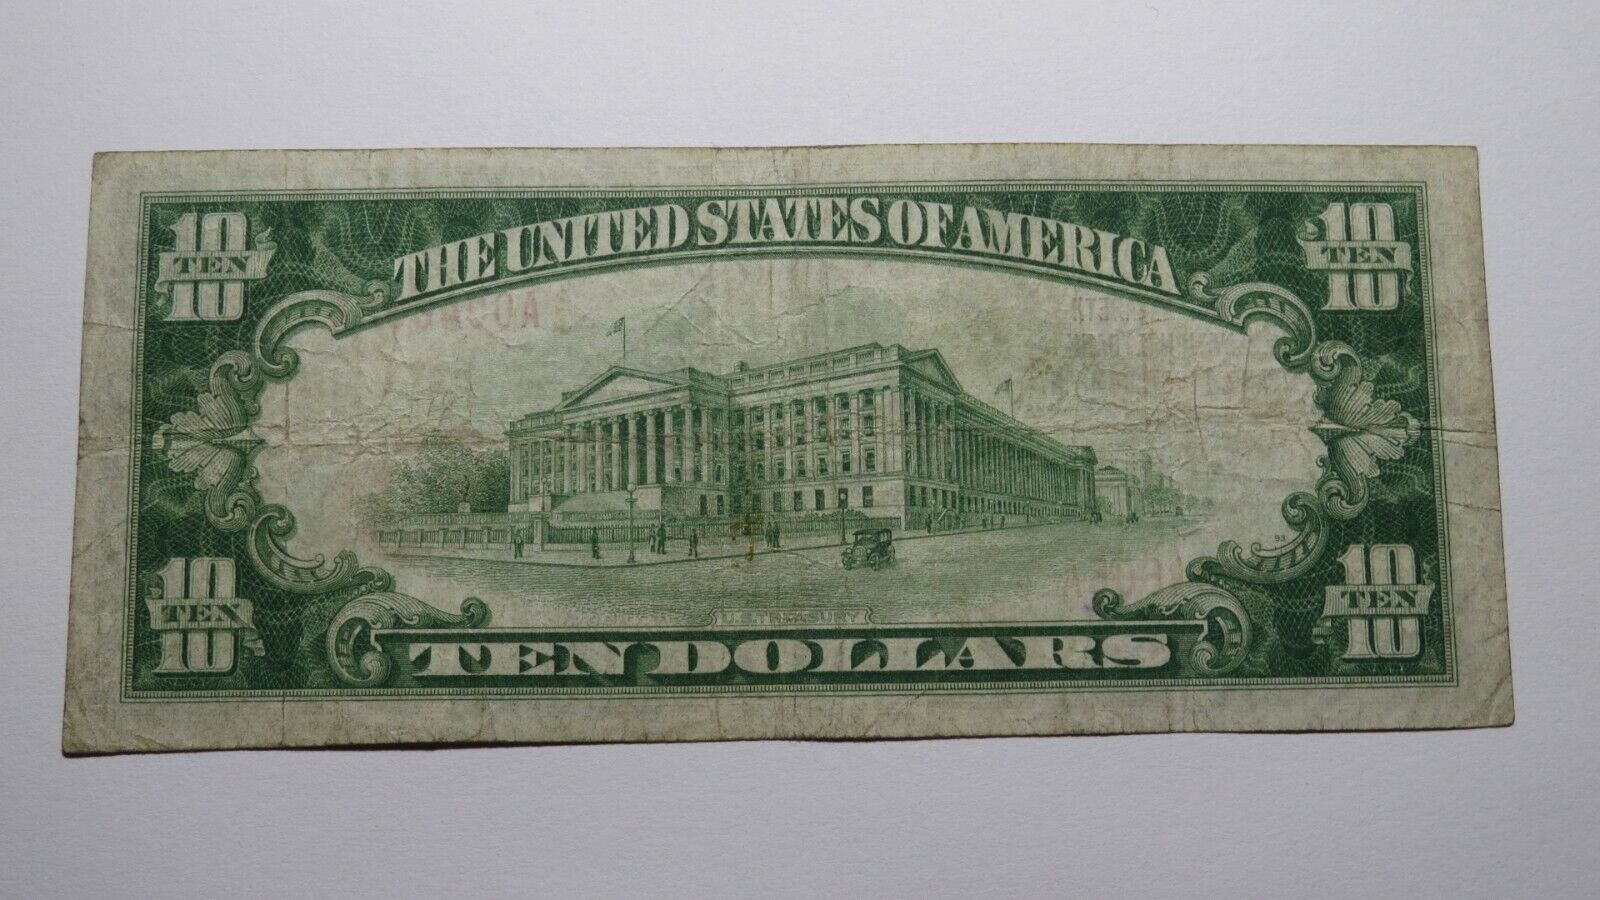 10 TEN 10
THE UNITED STATES OF AMERICA
10 TEN 10
93
10 TEN 10
U.S. TREASURY
10 TEN 10
TEN DOLLARS